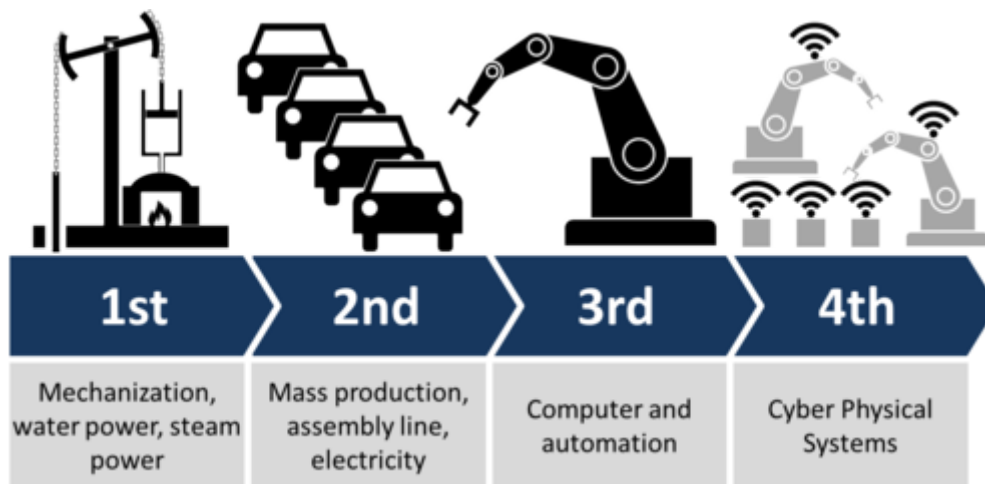 1st
2nd
3rd
4th
Mechanization,
water power, steam
power
Mass production,
assembly line,
electricity
Computer and
automation
Cyber Physical
Systems